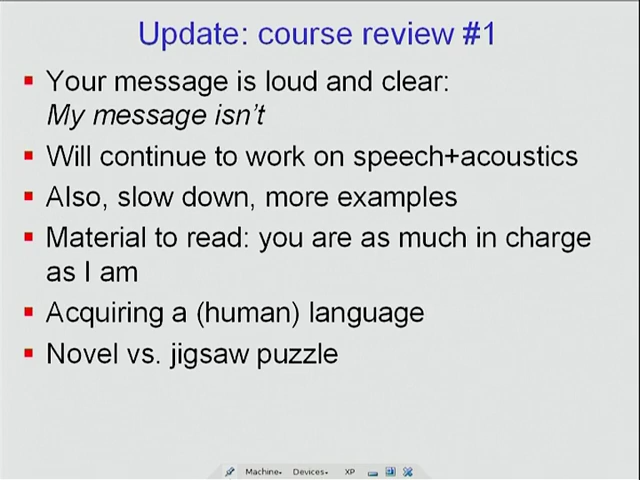 Update: course review #1
Your message is loud and clear:
My message isn't
Will continue to work on speech+acoustics
Also, slow down, more examples
Material to read: you are as much in charge
as I am
Acquiring a (human) language
Novel vs. jigsaw puzzle
Machine Devices XP